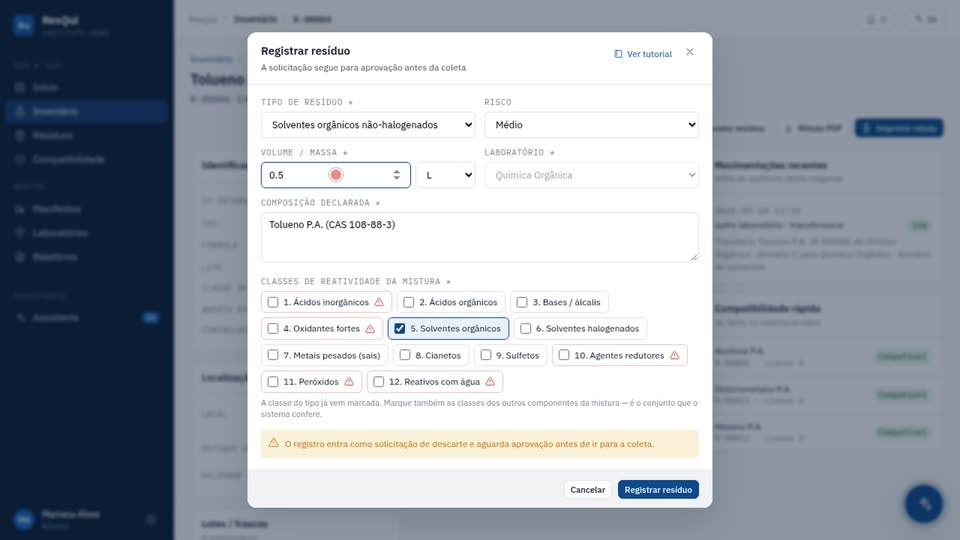 ResQui
Inventário
Registrar resíduo
A solicitação segue para aprovação antes da coleta
Ver tutorial
TIPO DE RESÍDUO *
RISCO
Solventes orgânicos não-halogenados
Médio
VOLUME / MASSA *
LABORATÓRIO *
0.5
L
Química Orgânica
COMPOSIÇÃO DECLARADA *
Tolueno P.A. (CAS 108-88-3)
CLASSES DE REATIVIDADE DA MISTURA *
1. Ácidos inorgânicos
2. Ácidos orgânicos
3. Bases / álcalis
4. Oxidantes fortes
5. Solventes orgânicos
6. Solventes halogenados
7. Metais pesados (sais)
8. Cianetos
9. Sulfetos
10. Agentes redutores
11. Peróxidos
12. Reativos com água
A classe do tipo já vem marcada. Marque também as classes dos outros componentes da mistura — é o conjunto que o
sistema confere.
O registro entra como solicitação de descarte e aguarda aprovação antes de ir para a coleta.
Cancelar
Registrar resíduo
Início
Inventário
Resíduos
Compatibilidade
Manifestos
Laboratórios
Relatórios
Assistente
Mariana Alves
Tolueno
Movimentações recentes
Compatibilidade rápida
Lotes / frascos